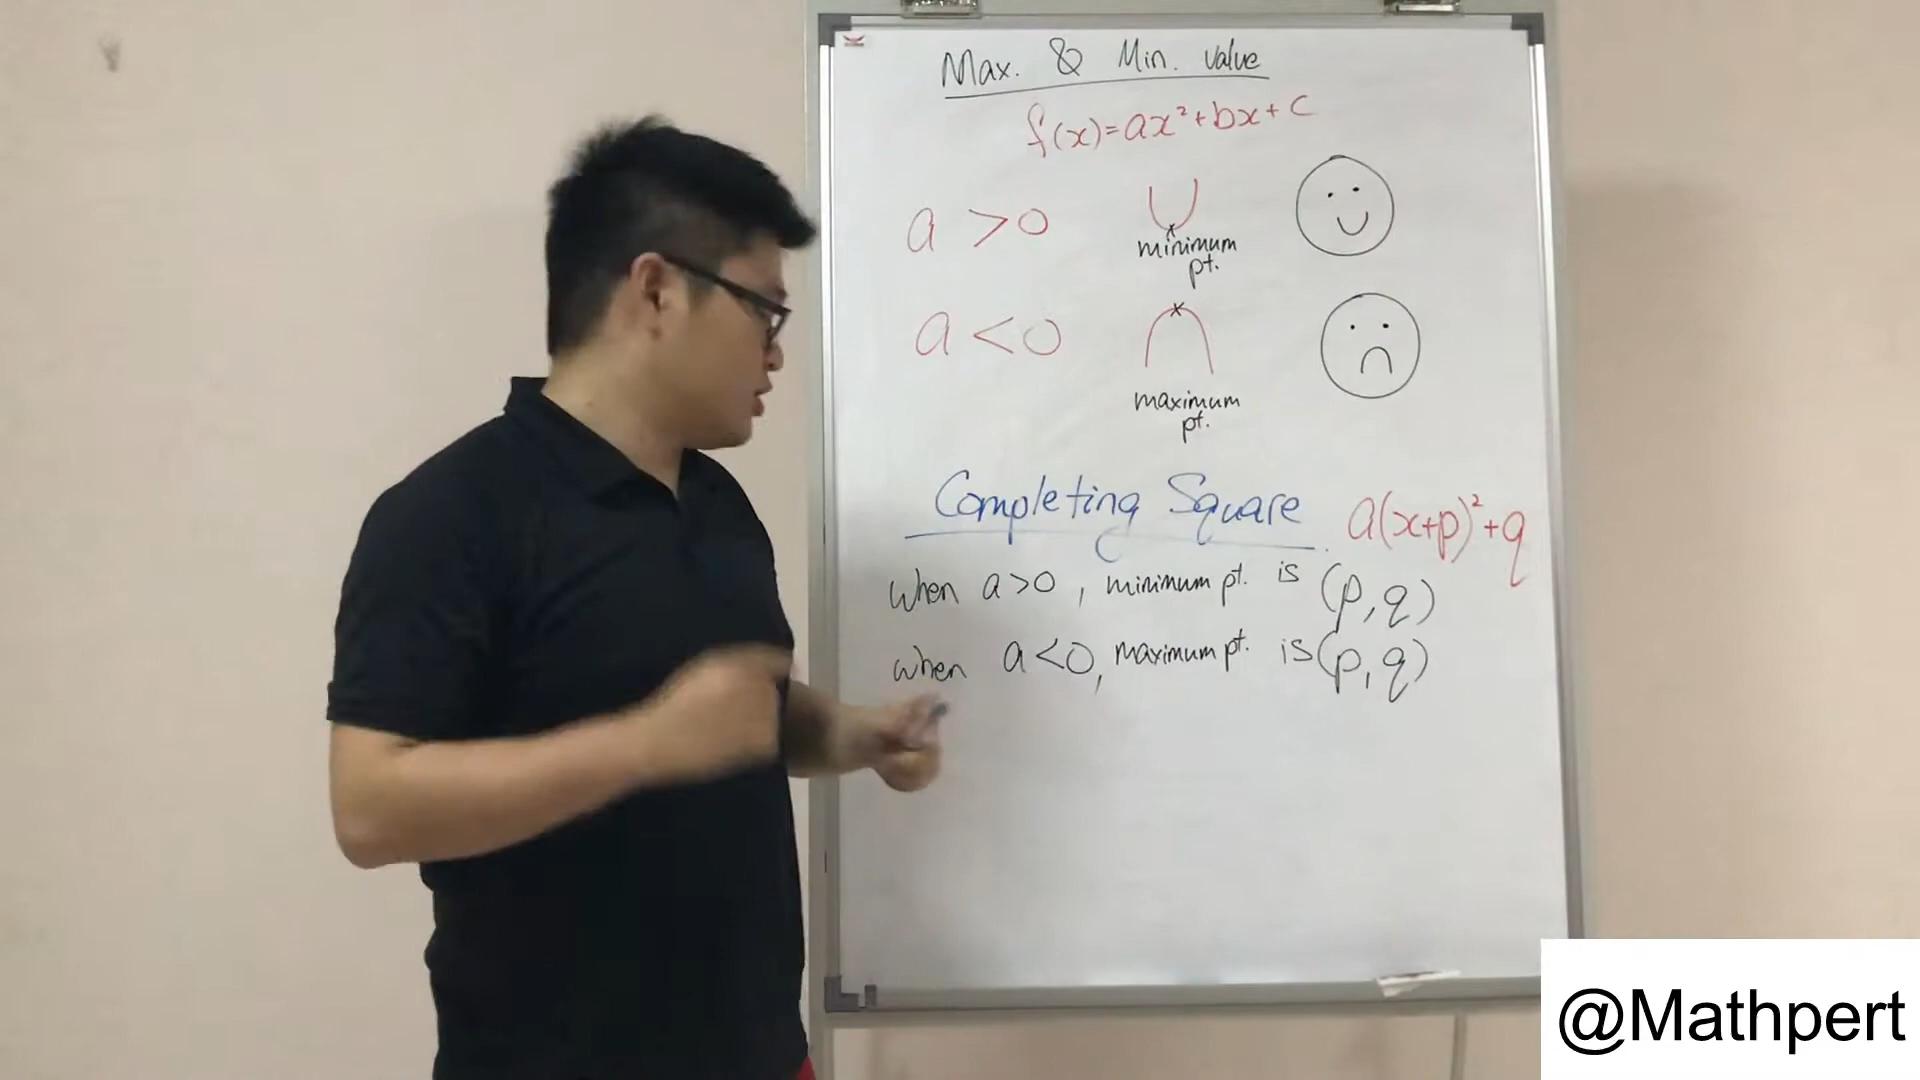 Max. & Min. value
f(x)=ax²+bx+c
a >0
minimum
pt.
a <0
maximum
pt.
Completing Square
a(x+p)²+q
when a>0, minimum pt. is (p,q)
when a<0, maximum pt. is (p,q)
@Mathpert